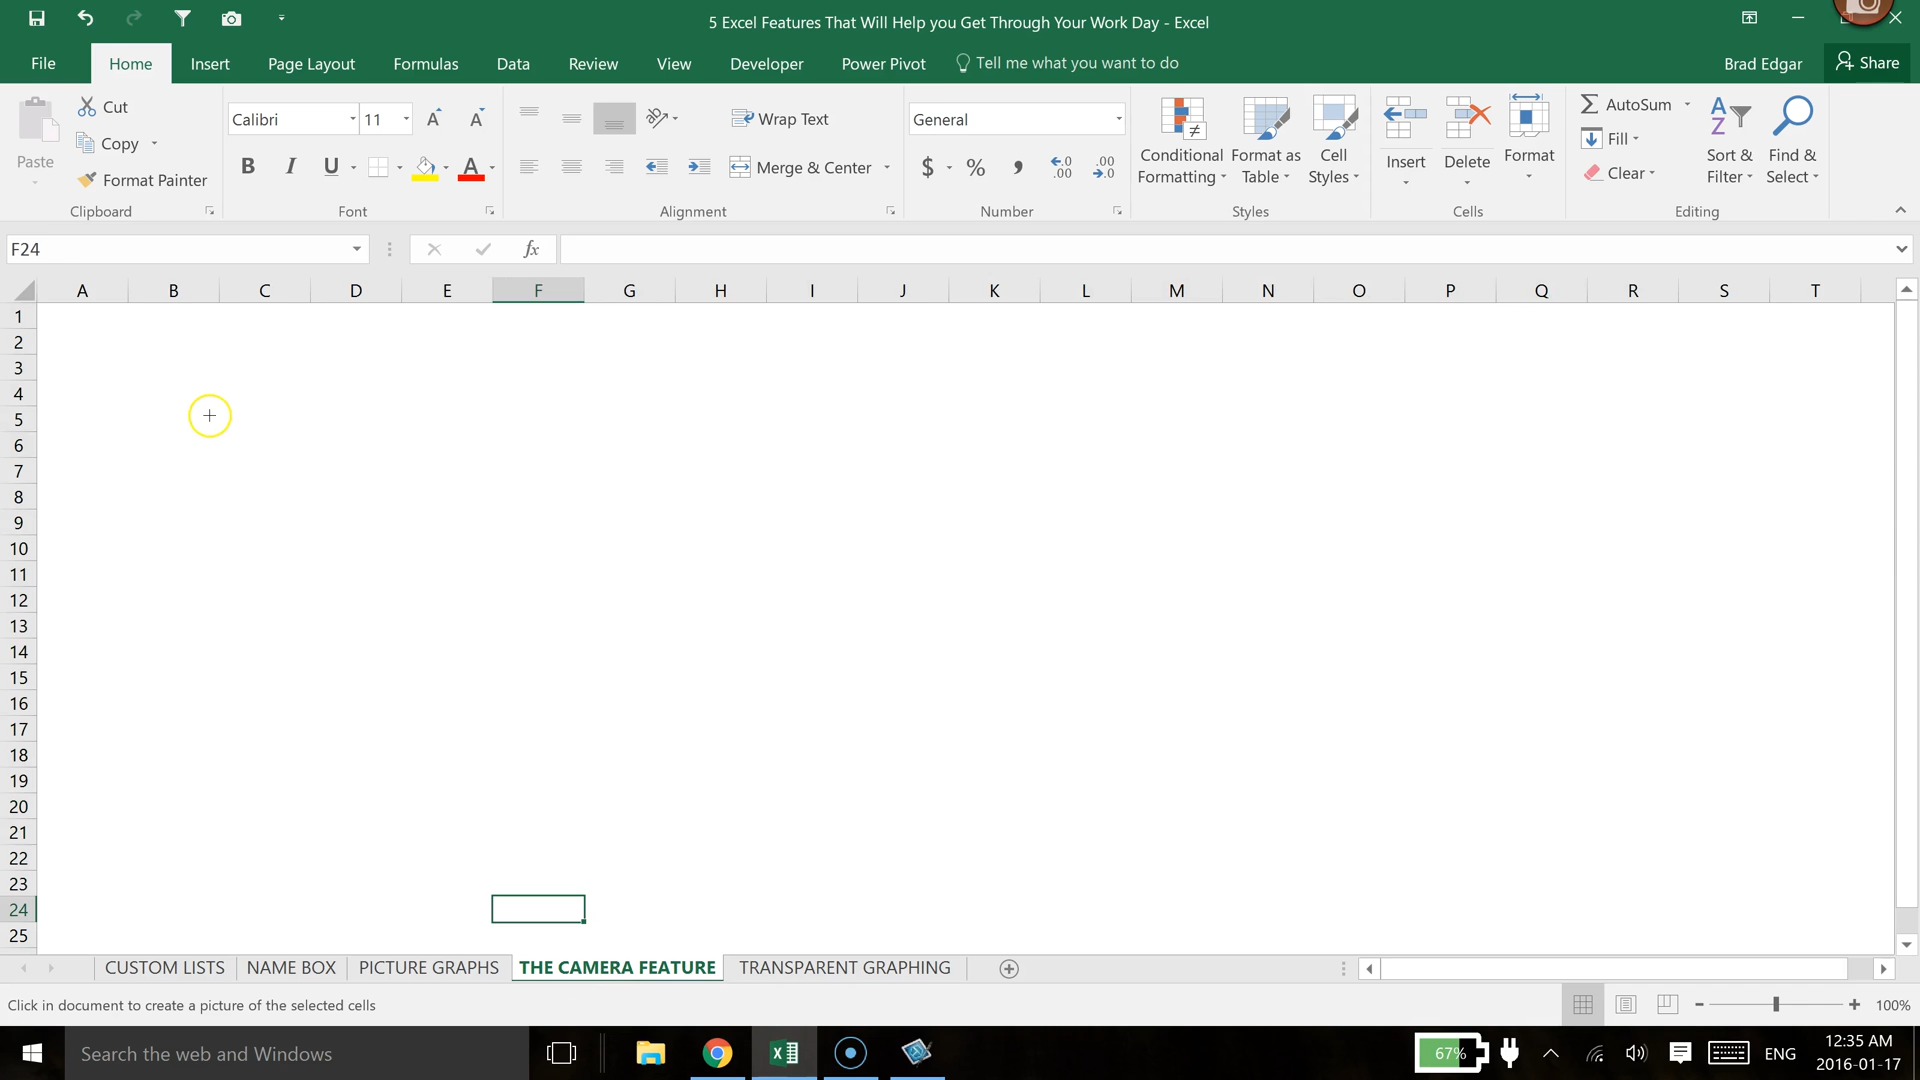 5 Excel Features That Will Help you Get Through Your Work Day - Excel
File Home Insert Page Layout Formulas Data Review View Developer Power Pivot Tell me what you want to do Brad Edgar Share
Paste
Cut
Copy
Format Painter
Clipboard
Calibri 11
B I U A
Font
Wrap Text
Merge & Center
Alignment
General
$ % ,
Number
Conditional Formatting
Format as Table
Cell Styles
Styles
Insert
Delete
Format
Cells
AutoSum
Fill
Clear
Sort & Filter
Find & Select
Editing
F24 fx
A B C D E F G H I J K L M N O P Q R S T
1
2
3
4
5
6
7
8
9
10
11
12
13
14
15
16
17
18
19
20
21
22
23
24
25
CUSTOM LISTS NAME BOX PICTURE GRAPHS THE CAMERA FEATURE TRANSPARENT GRAPHING
Click in document to create a picture of the selected cells 100%
Search the web and Windows 67% ENG 12:35 AM
2016-01-17